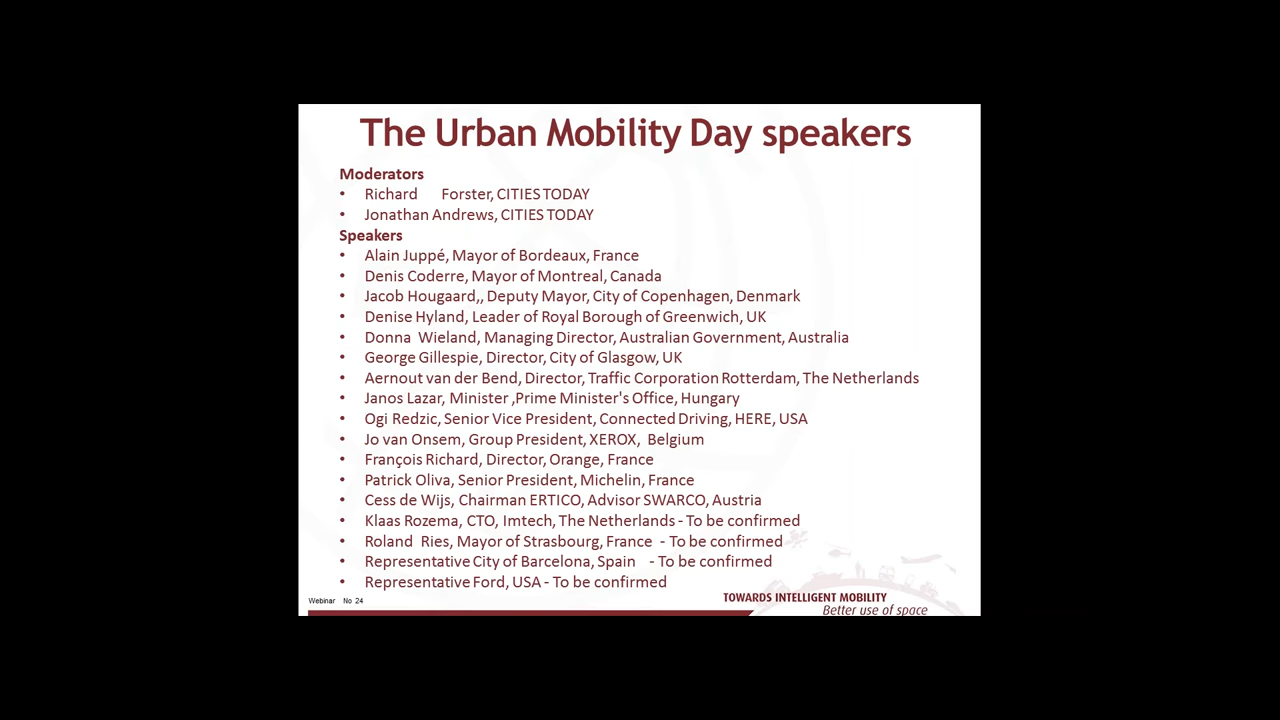 The Urban Mobility Day speakers
Moderators
• Richard Forster, CITIES TODAY
• Jonathan Andrews, CITIES TODAY
Speakers
• Alain Juppé, Mayor of Bordeaux, France
• Denis Coderre, Mayor of Montreal, Canada
• Jacob Hougaard,, Deputy Mayor, City of Copenhagen, Denmark
• Denise Hyland, Leader of Royal Borough of Greenwich, UK
• Donna Wieland, Managing Director, Australian Government, Australia
• George Gillespie, Director, City of Glasgow, UK
• Aernout van der Bend, Director, Traffic Corporation Rotterdam, The Netherlands
• Janos Lazar, Minister ,Prime Minister's Office, Hungary
• Ogi Redzic, Senior Vice President, Connected Driving, HERE, USA
• Jo van Onsem, Group President, XEROX, Belgium
• François Richard, Director, Orange, France
• Patrick Oliva, Senior President, Michelin, France
• Cess de Wijs, Chairman ERTICO, Advisor SWARCO, Austria
• Klaas Rozema, CTO, Imtech, The Netherlands - To be confirmed
• Roland Ries, Mayor of Strasbourg, France - To be confirmed
• Representative City of Barcelona, Spain - To be confirmed
• Representative Ford, USA - To be confirmed
Webinar No 24
TOWARDS INTELLIGENT MOBILITY
Better use of space